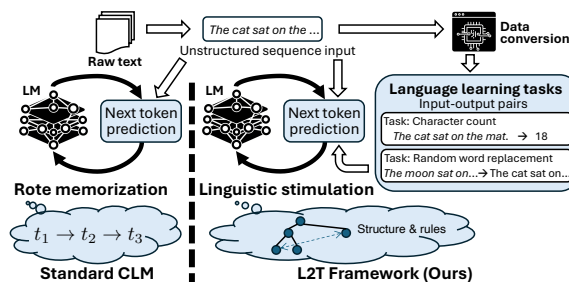 The cat sat on the ...
Raw text
Unstructured sequence input
Data
conversion
LM
Next token
prediction
Rote memorization
t₁ → t₂ → t₃
Standard CLM
LM
Next token
prediction
Linguistic stimulation
Structure & rules
L2T Framework (Ours)
Language learning tasks
Input-output pairs
Task: Character count
The cat sat on the mat. → 18
Task: Random word replacement
The moon sat on...→ The cat sat on...